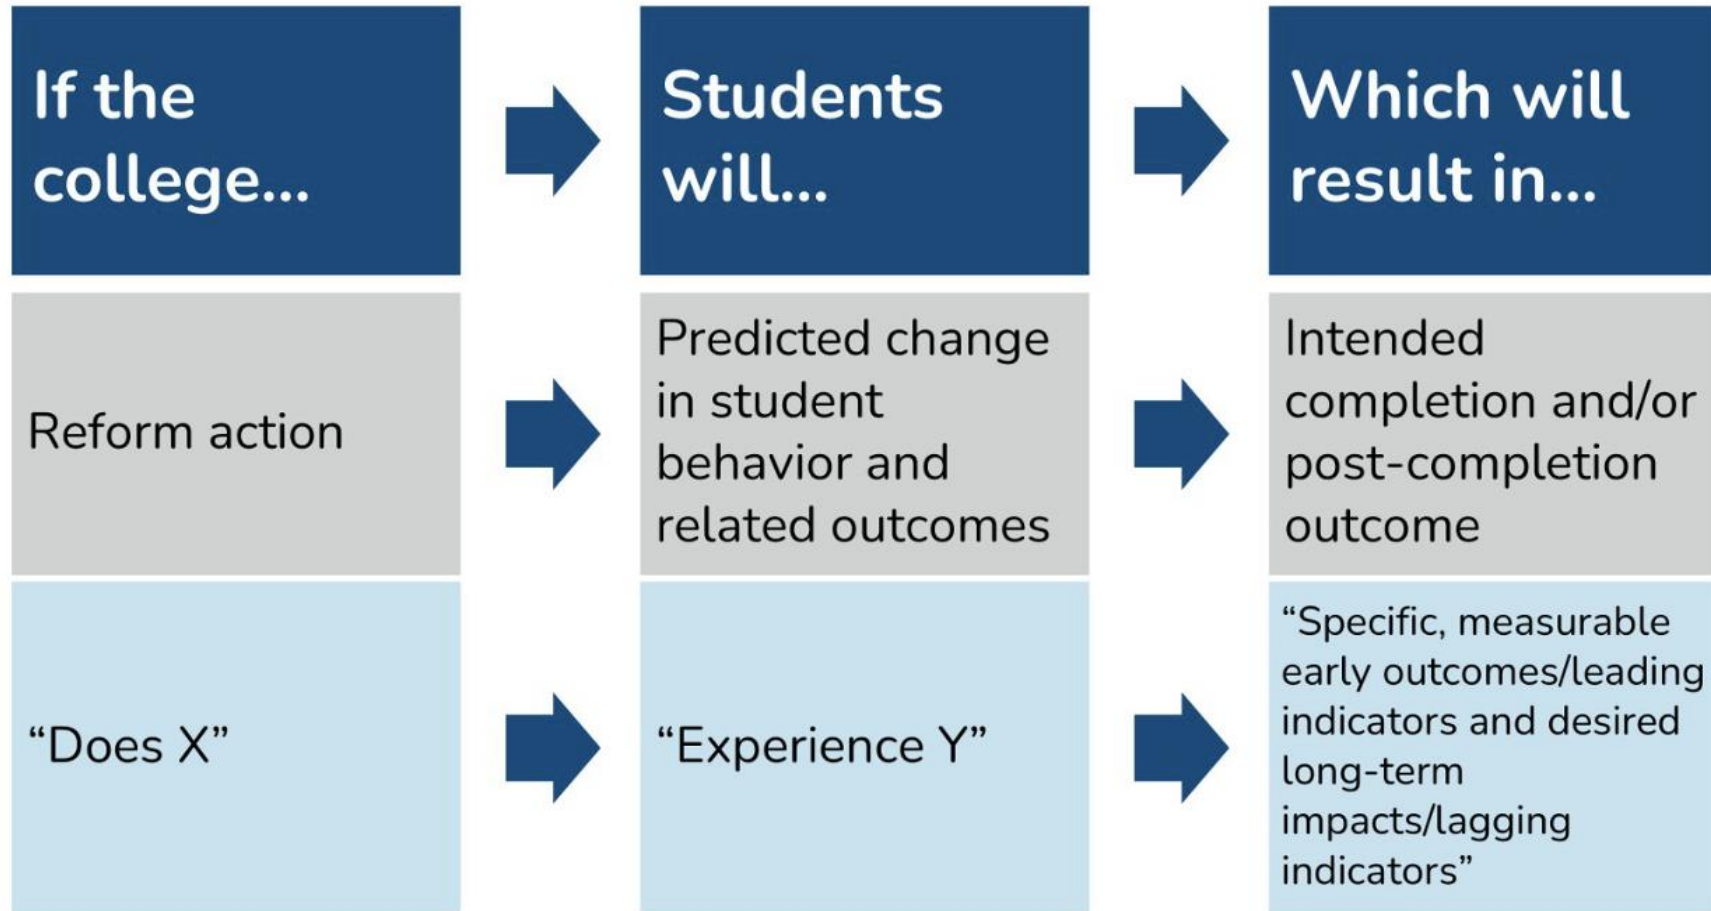 If the
college...
Students
will...
Which will
result in...
Reform action
Predicted change
in student
behavior and
related outcomes
Intended
completion and/or
post-completion
outcome
“Does X”
“Experience Y”
“Specific, measurable
early outcomes/leading
indicators and desired
long-term
impacts/lagging
indicators”